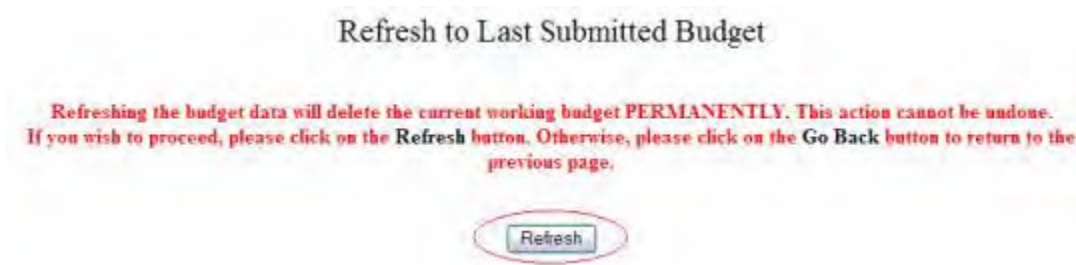 Refresh to Last Submitted Budget
Refreshing the budget data will delete the current working budget PERMANENTLY. This action cannot be undone.
If you wish to proceed, please click on the Refresh button. Otherwise, please click on the Go Back button to return to the
previous page.
Refresh